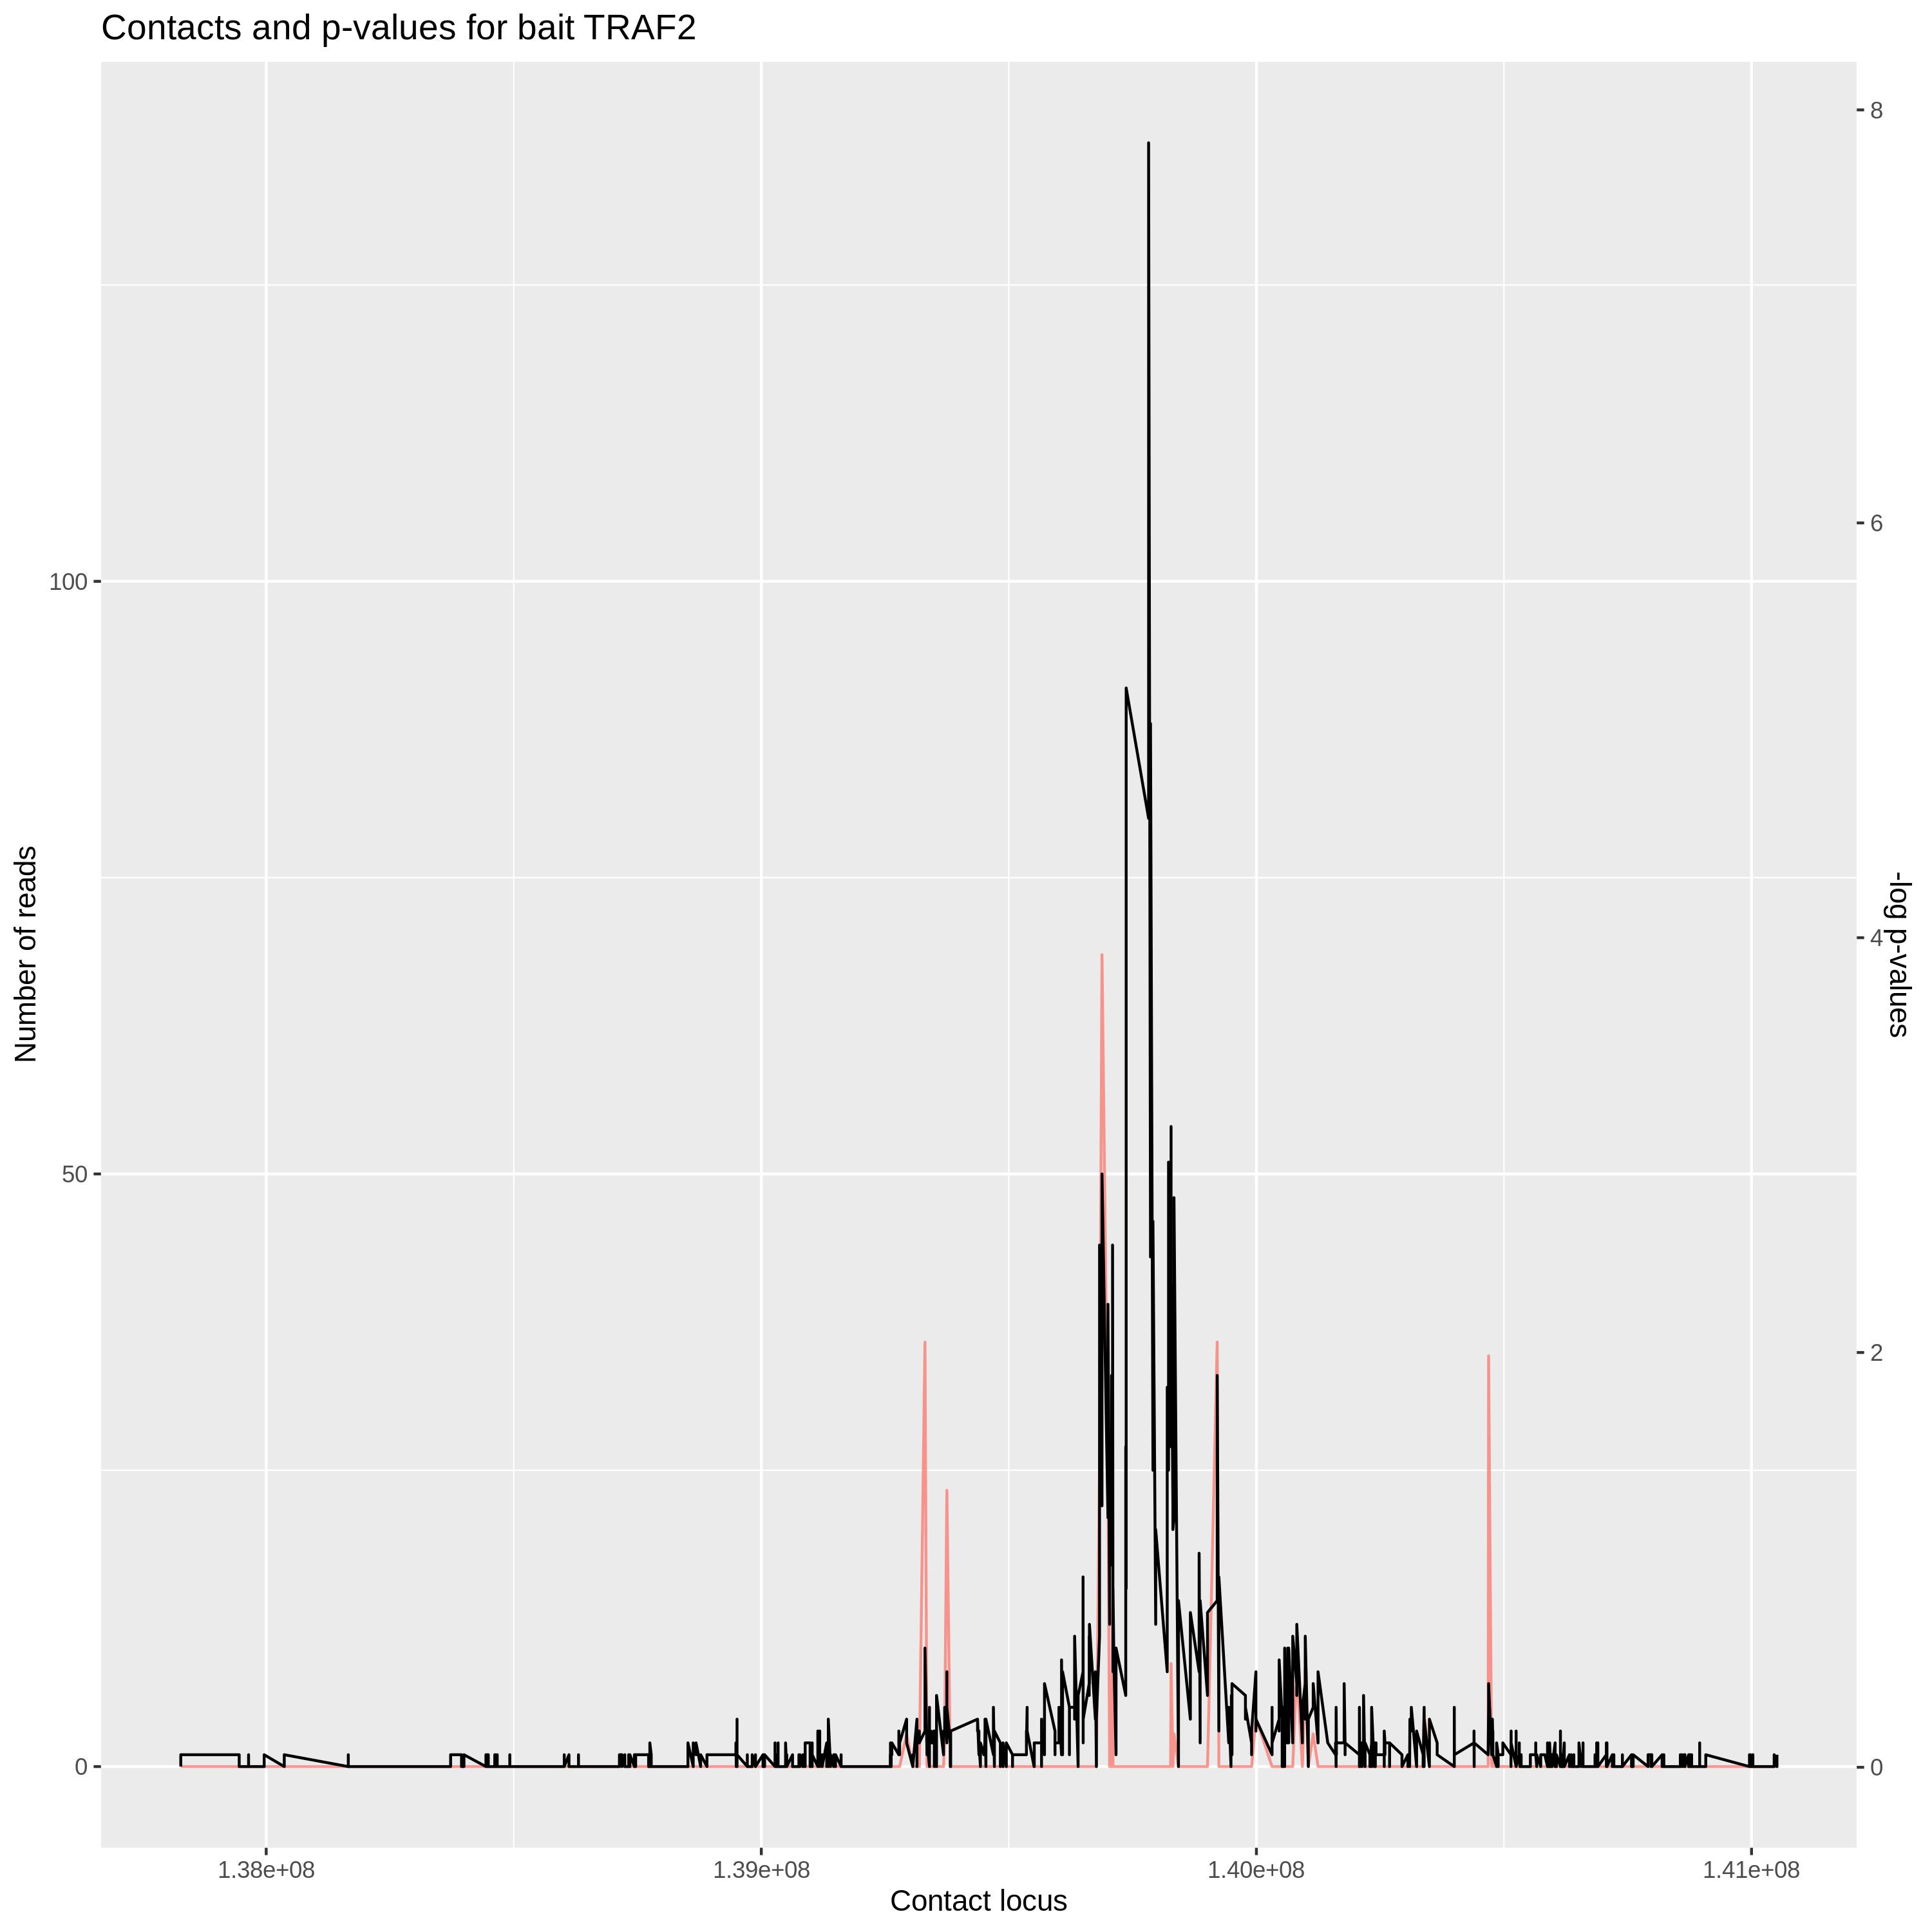 Contacts and p-values for bait TRAF2
Number of reads
100
50
0
8
6
4
2
0
-log p-values
1.38e+08
1.39e+08
1.40e+08
1.41e+08
Contact locus